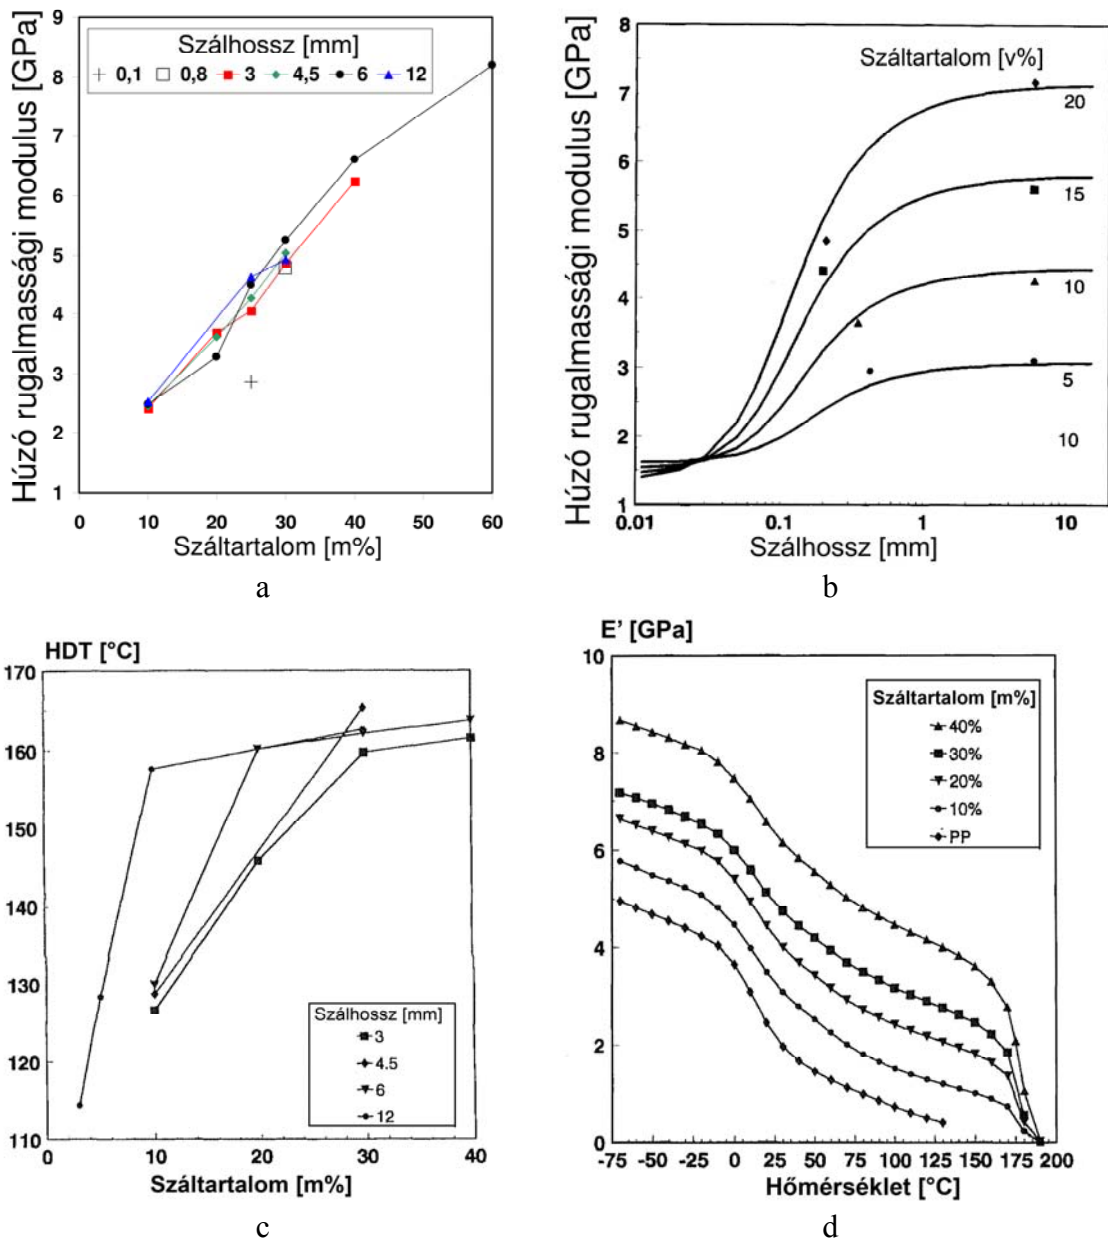 Húzó rugalmassági modulus [GPa]
9
8
7
6
5
4
3
2
1
Szálhossz [mm]
0,1 0,8 3 4,5 6 12
0 10 20 30 40 50 60
Száltartalom [m%]
a
Húzó rugalmassági modulus [GPa]
8
7
6
5
4
3
2
1
Száltartalom [v%]
20
15
10
5
10
0.01 0.1 1 10
Szálhossz [mm]
b
HDT [°C]
170
160
150
140
130
120
110
Szálhossz [mm]
3
4.5
6
12
0 10 20 30 40
Száltartalom [m%]
c
E’ [GPa]
10
8
6
4
2
0
Száltartalom [m%]
40%
30%
20%
10%
PP
-75 -50 -25 0 25 50 75 100 125 150 175 200
Hőmérséklet [°C]
d